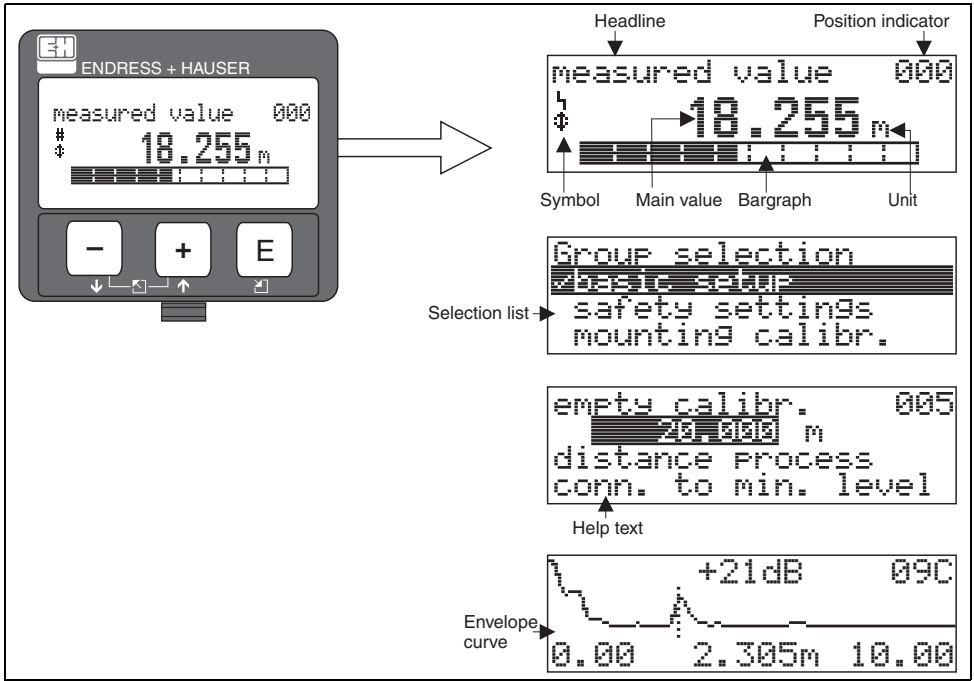 E+H
ENDRESS + HAUSER
measured value 000
#
18.255 m
− + E
Headline Position indicator
measured value 000
18.255 m
Symbol Main value Bargraph Unit
Group selection
✓basic setup
Selection list
safety settings
mounting calibr.
empty calibr. 005
20.000 m
distance process
conn. to min. level
Help text
+21dB 09C
Envelope
curve
0.00 2.305m 10.00